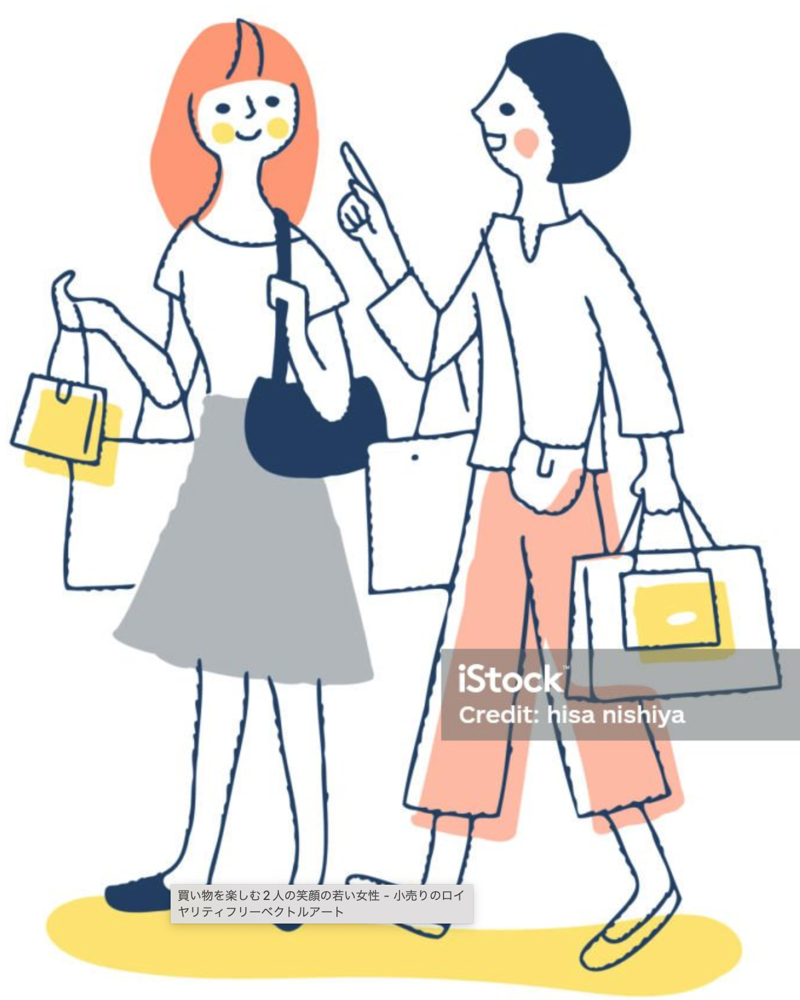 iStock™
Credit: hisa nishiya
買い物を楽しむ2人の笑顔の若い女性 - 小売りのロイ
ヤリティフリーベクトルアート